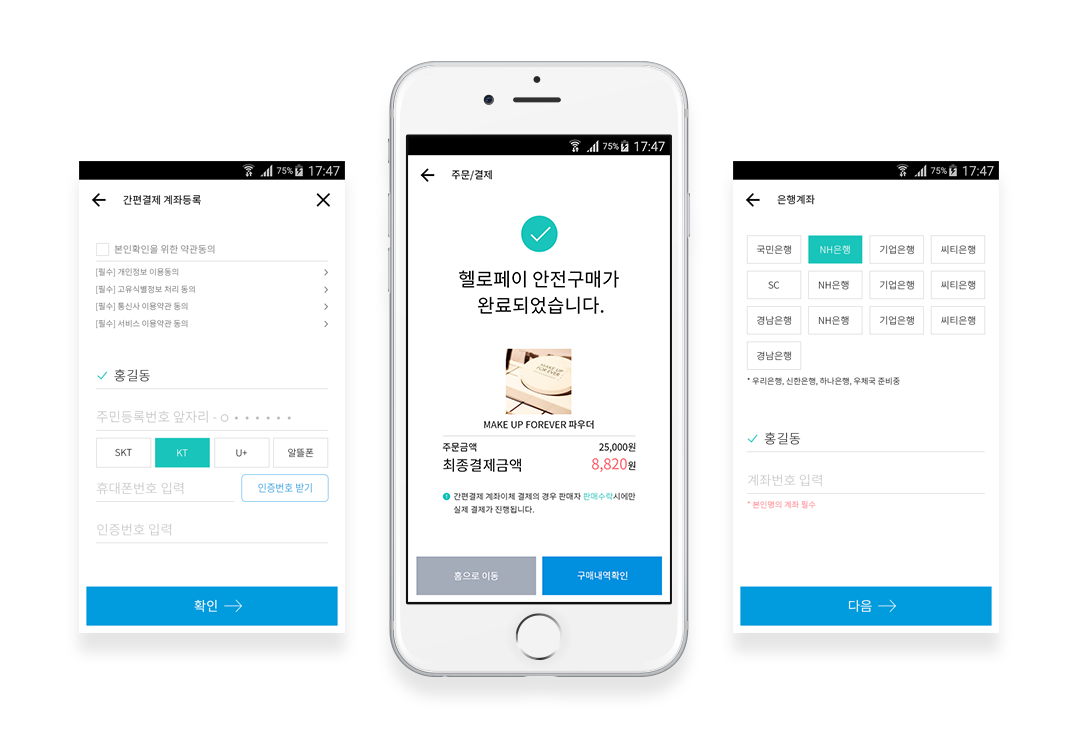 75% 17:47
간편결제 계좌등록
본인확인을 위한 약관동의
[필수] 개인정보 이용동의
[필수] 고유식별정보 처리 동의
[필수] 통신사 이용약관 동의
[필수] 서비스 이용약관 동의
홍길동
주민등록번호 앞자리 -
SKT KT U+ 알뜰폰
휴대폰번호 입력 인증번호 받기
인증번호 입력
확인
75% 17:47
주문/결제
헬로페이 안전구매가
완료되었습니다.
MAKE UP
FOR EVER
MAKE UP FOREVER 파우더
주문금액 25,000원
최종결제금액 8,820원
간편결제 계좌이체 결제의 경우 판매자 판매수락시에만
실제 결제가 진행됩니다.
홈으로 이동 구매내역확인
75% 17:47
은행계좌
국민은행 NH은행 기업은행 씨티은행
SC NH은행 기업은행 씨티은행
경남은행 NH은행 기업은행 씨티은행
경남은행
* 우리은행, 신한은행, 하나은행, 우체국 준비중
홍길동
계좌번호 입력
* 본인명의 계좌 필수
다음